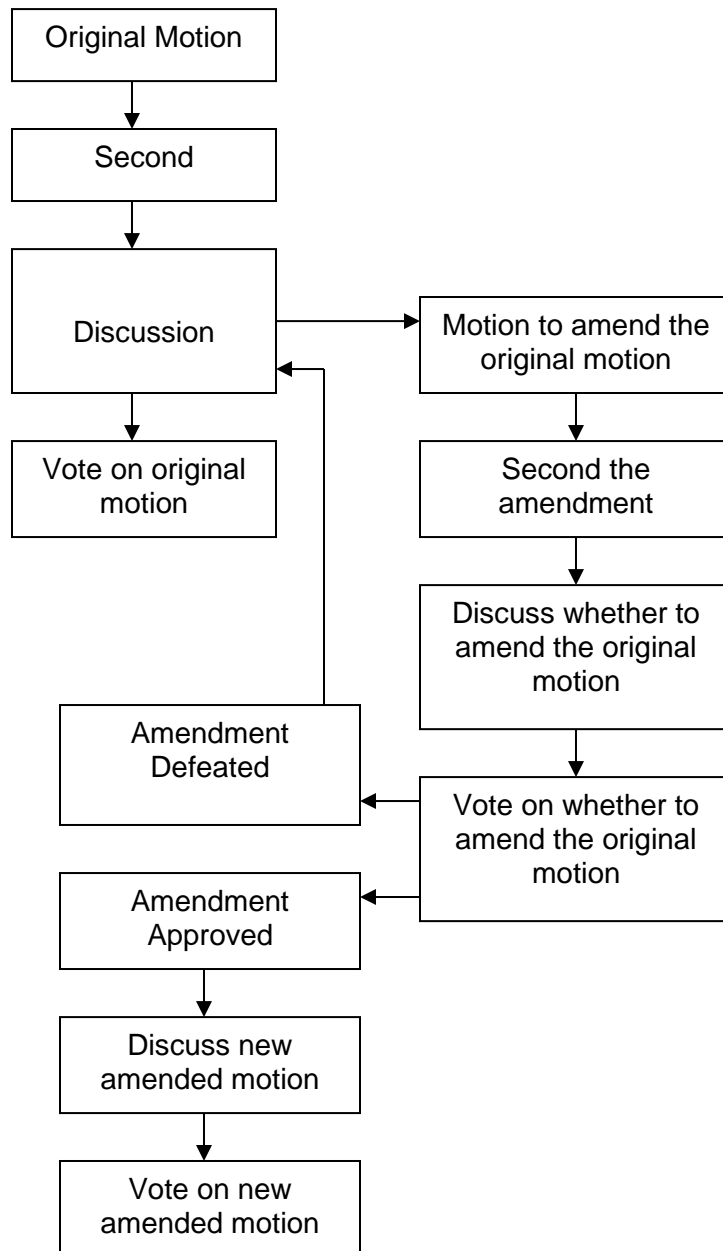 Original Motion
Second
Discussion
Vote on original
motion
Motion to amend the
original motion
Second the
amendment
Discuss whether to
amend the original
motion
Vote on whether to
amend the original
motion
Amendment
Defeated
Amendment
Approved
Discuss new
amended motion
Vote on new
amended motion